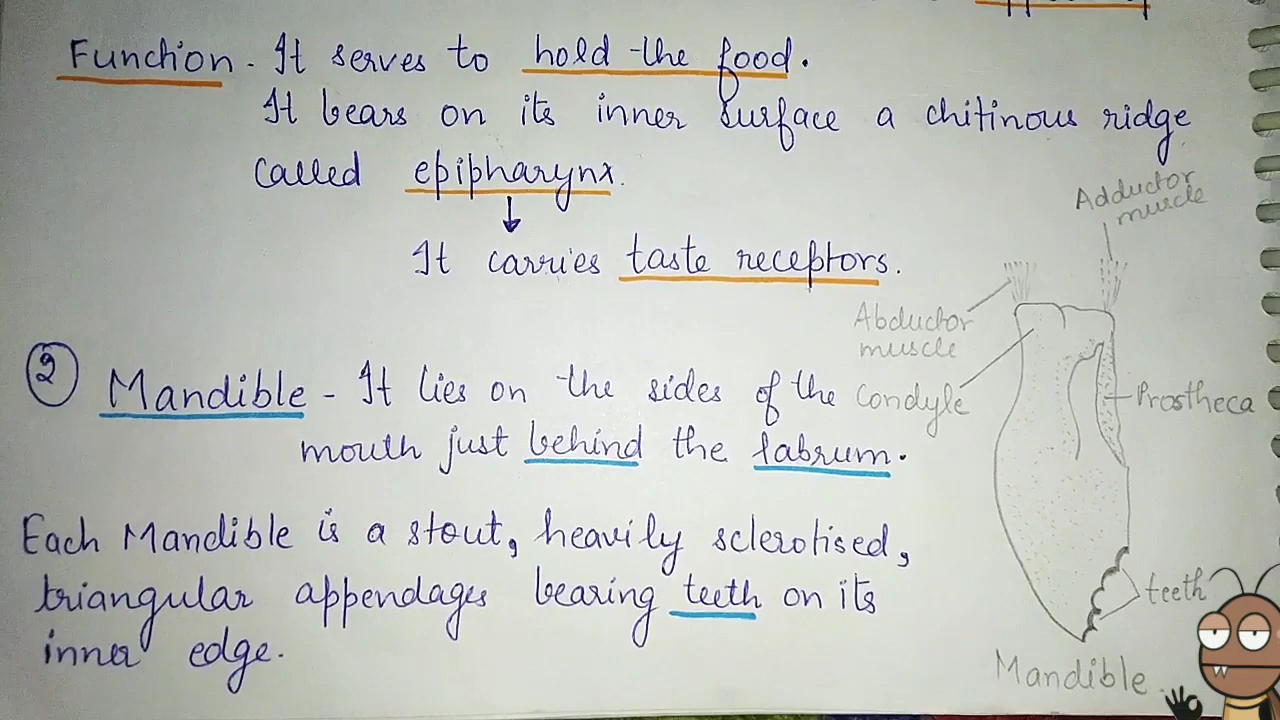 Function - It serves to hold the food.
It bears on its inner surface a chitinous ridge
called epipharynx.
It carries taste receptors.
Adductor
muscle
Abductor
muscle
② Mandible - It lies on the sides of the
Condyle
Prostheca
mouth just behind the labrum.
Each Mandible is a stout, heavily sclerotised,
triangular appendages bearing teeth on its
inner edge.
teeth
Mandible